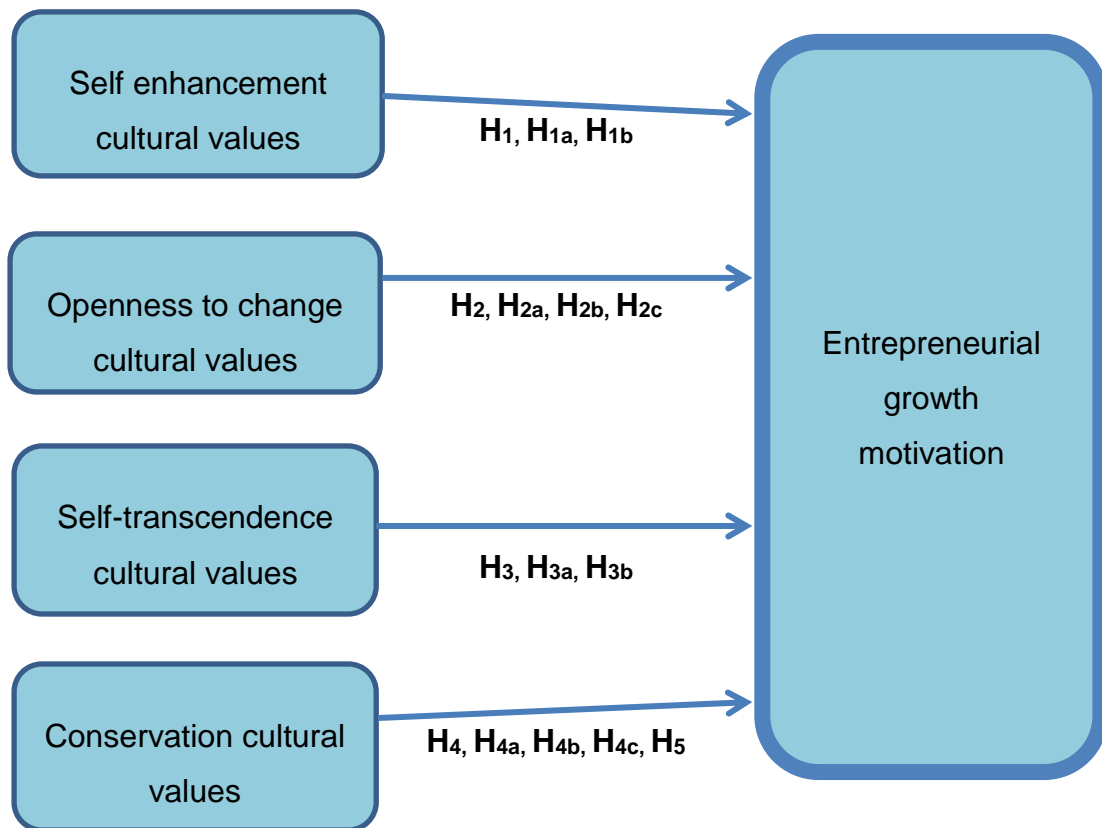 Self enhancement
cultural values
H1, H1a, H1b
Openness to change
cultural values
H2, H2a, H2b, H2c
Entrepreneurial
growth
motivation
Self-transcendence
cultural values
H3, H3a, H3b
Conservation cultural
values
H4, H4a, H4b, H4c, H5